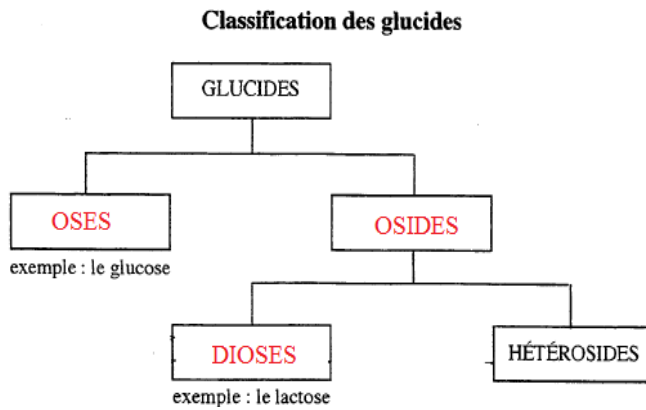 Classification des glucides
GLUCIDES
OSES
OSIDES
exemple : le glucose
DIOSES
HÉTÉROSIDES
exemple : le lactose